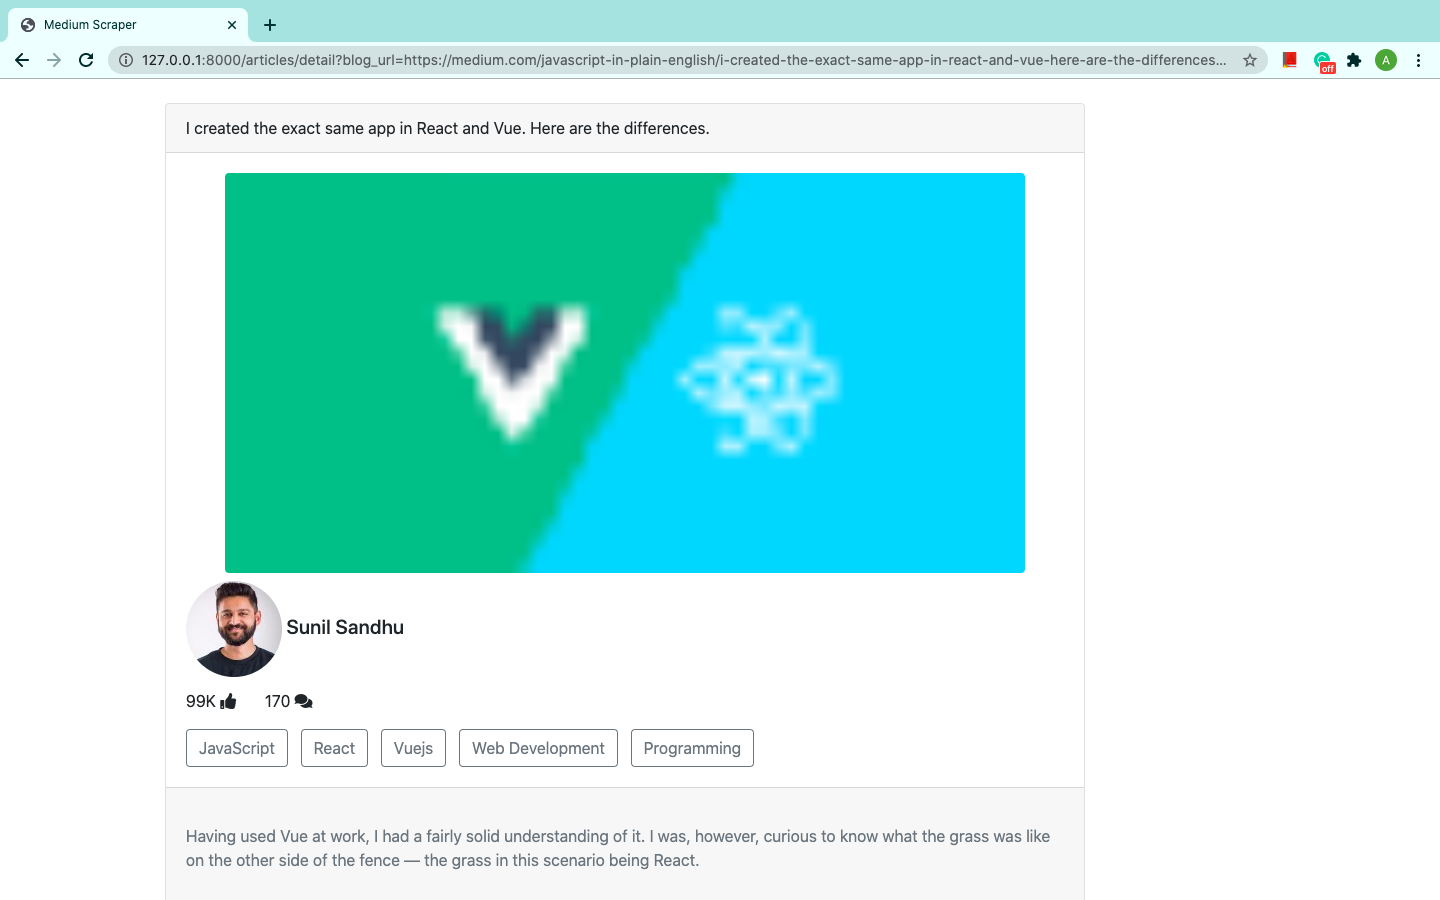 Medium Scraper
127.0.0.1:8000/articles/detail?blog_url=https://medium.com/javascript-in-plain-english/i-created-the-exact-same-app-in-react-and-vue-here-are-the-differences...
off
A
I created the exact same app in React and Vue. Here are the differences.
Sunil Sandhu
99K 170
JavaScript React Vuejs Web Development Programming
Having used Vue at work, I had a fairly solid understanding of it. I was, however, curious to know what the grass was like
on the other side of the fence — the grass in this scenario being React.